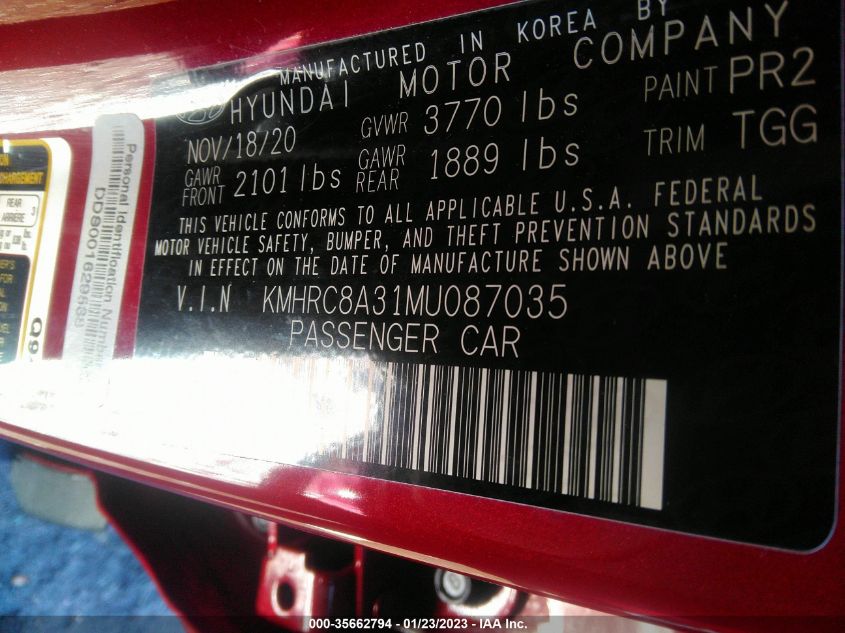 MANUFACTURED IN KOREA BY
HYUNDAI MOTOR COMPANY
NOV/18/20 GVWR 3770 lbs PAINT PR2
GAWR FRONT 2101 lbs GAWR REAR 1889 lbs TRIM TGG
THIS VEHICLE CONFORMS TO ALL APPLICABLE U.S.A. FEDERAL
MOTOR VEHICLE SAFETY, BUMPER, AND THEFT PREVENTION STANDARDS
IN EFFECT ON THE DATE OF MANUFACTURE SHOWN ABOVE
V.I.N KMHRC8A31MU087035
PASSENGER CAR
Personal Identification Number
REAR
ARRIERE 3
000-35662794 — 01/23/2023 — IAA Inc.